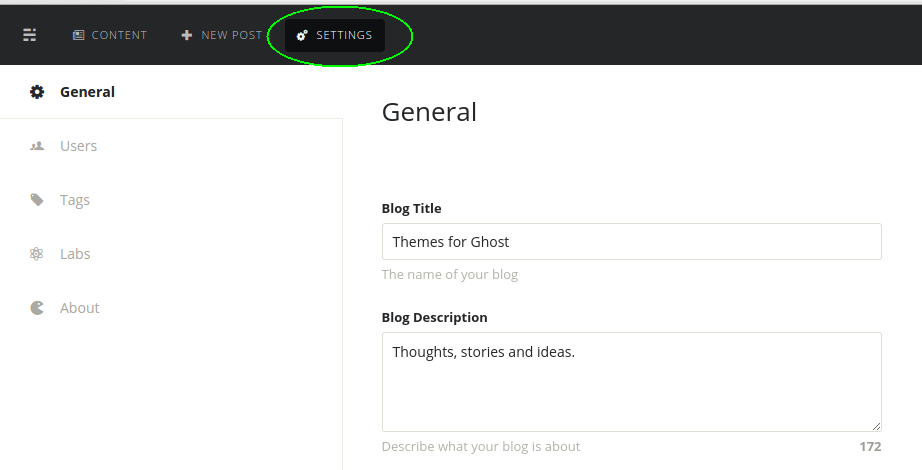 CONTENT NEW POST SETTINGS
General
Users
Tags
Labs
About
General
Blog Title
Themes for Ghost
The name of your blog
Blog Description
Thoughts, stories and ideas.
Describe what your blog is about 172